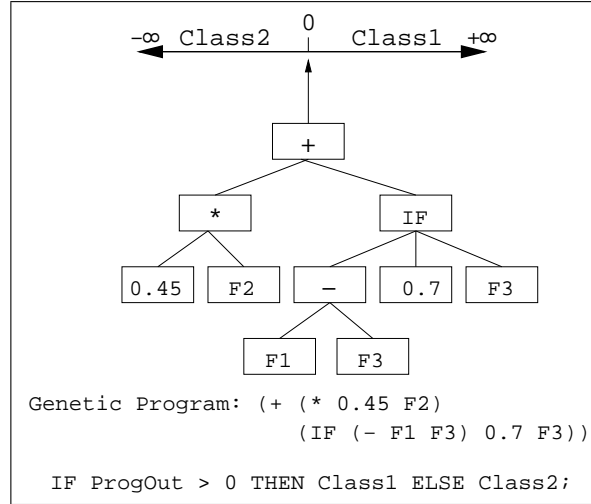 0
−∞ Class2 Class1 +∞
+
* IF
0.45 F2 − 0.7 F3
F1 F3
Genetic Program: (+ (* 0.45 F2)
(IF (− F1 F3) 0.7 F3))
IF ProgOut > 0 THEN Class1 ELSE Class2;